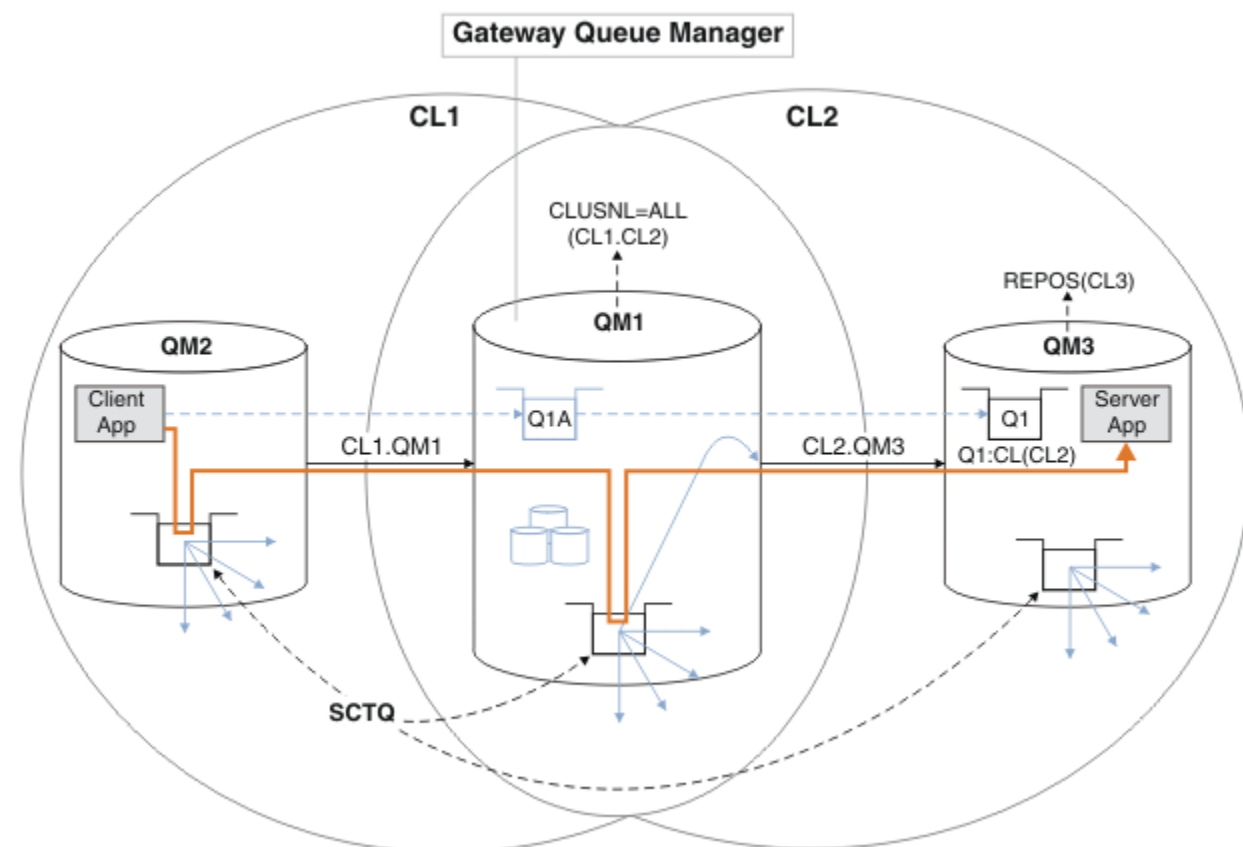 Gateway Queue Manager
CL1
CL2
CLUSNL=ALL
(CL1.CL2)
REPOS(CL3)
QM2
QM1
QM3
Client
App
Q1A
Q1
Server
App
CL1.QM1
CL2.QM3
Q1:CL(CL2)
SCTQ